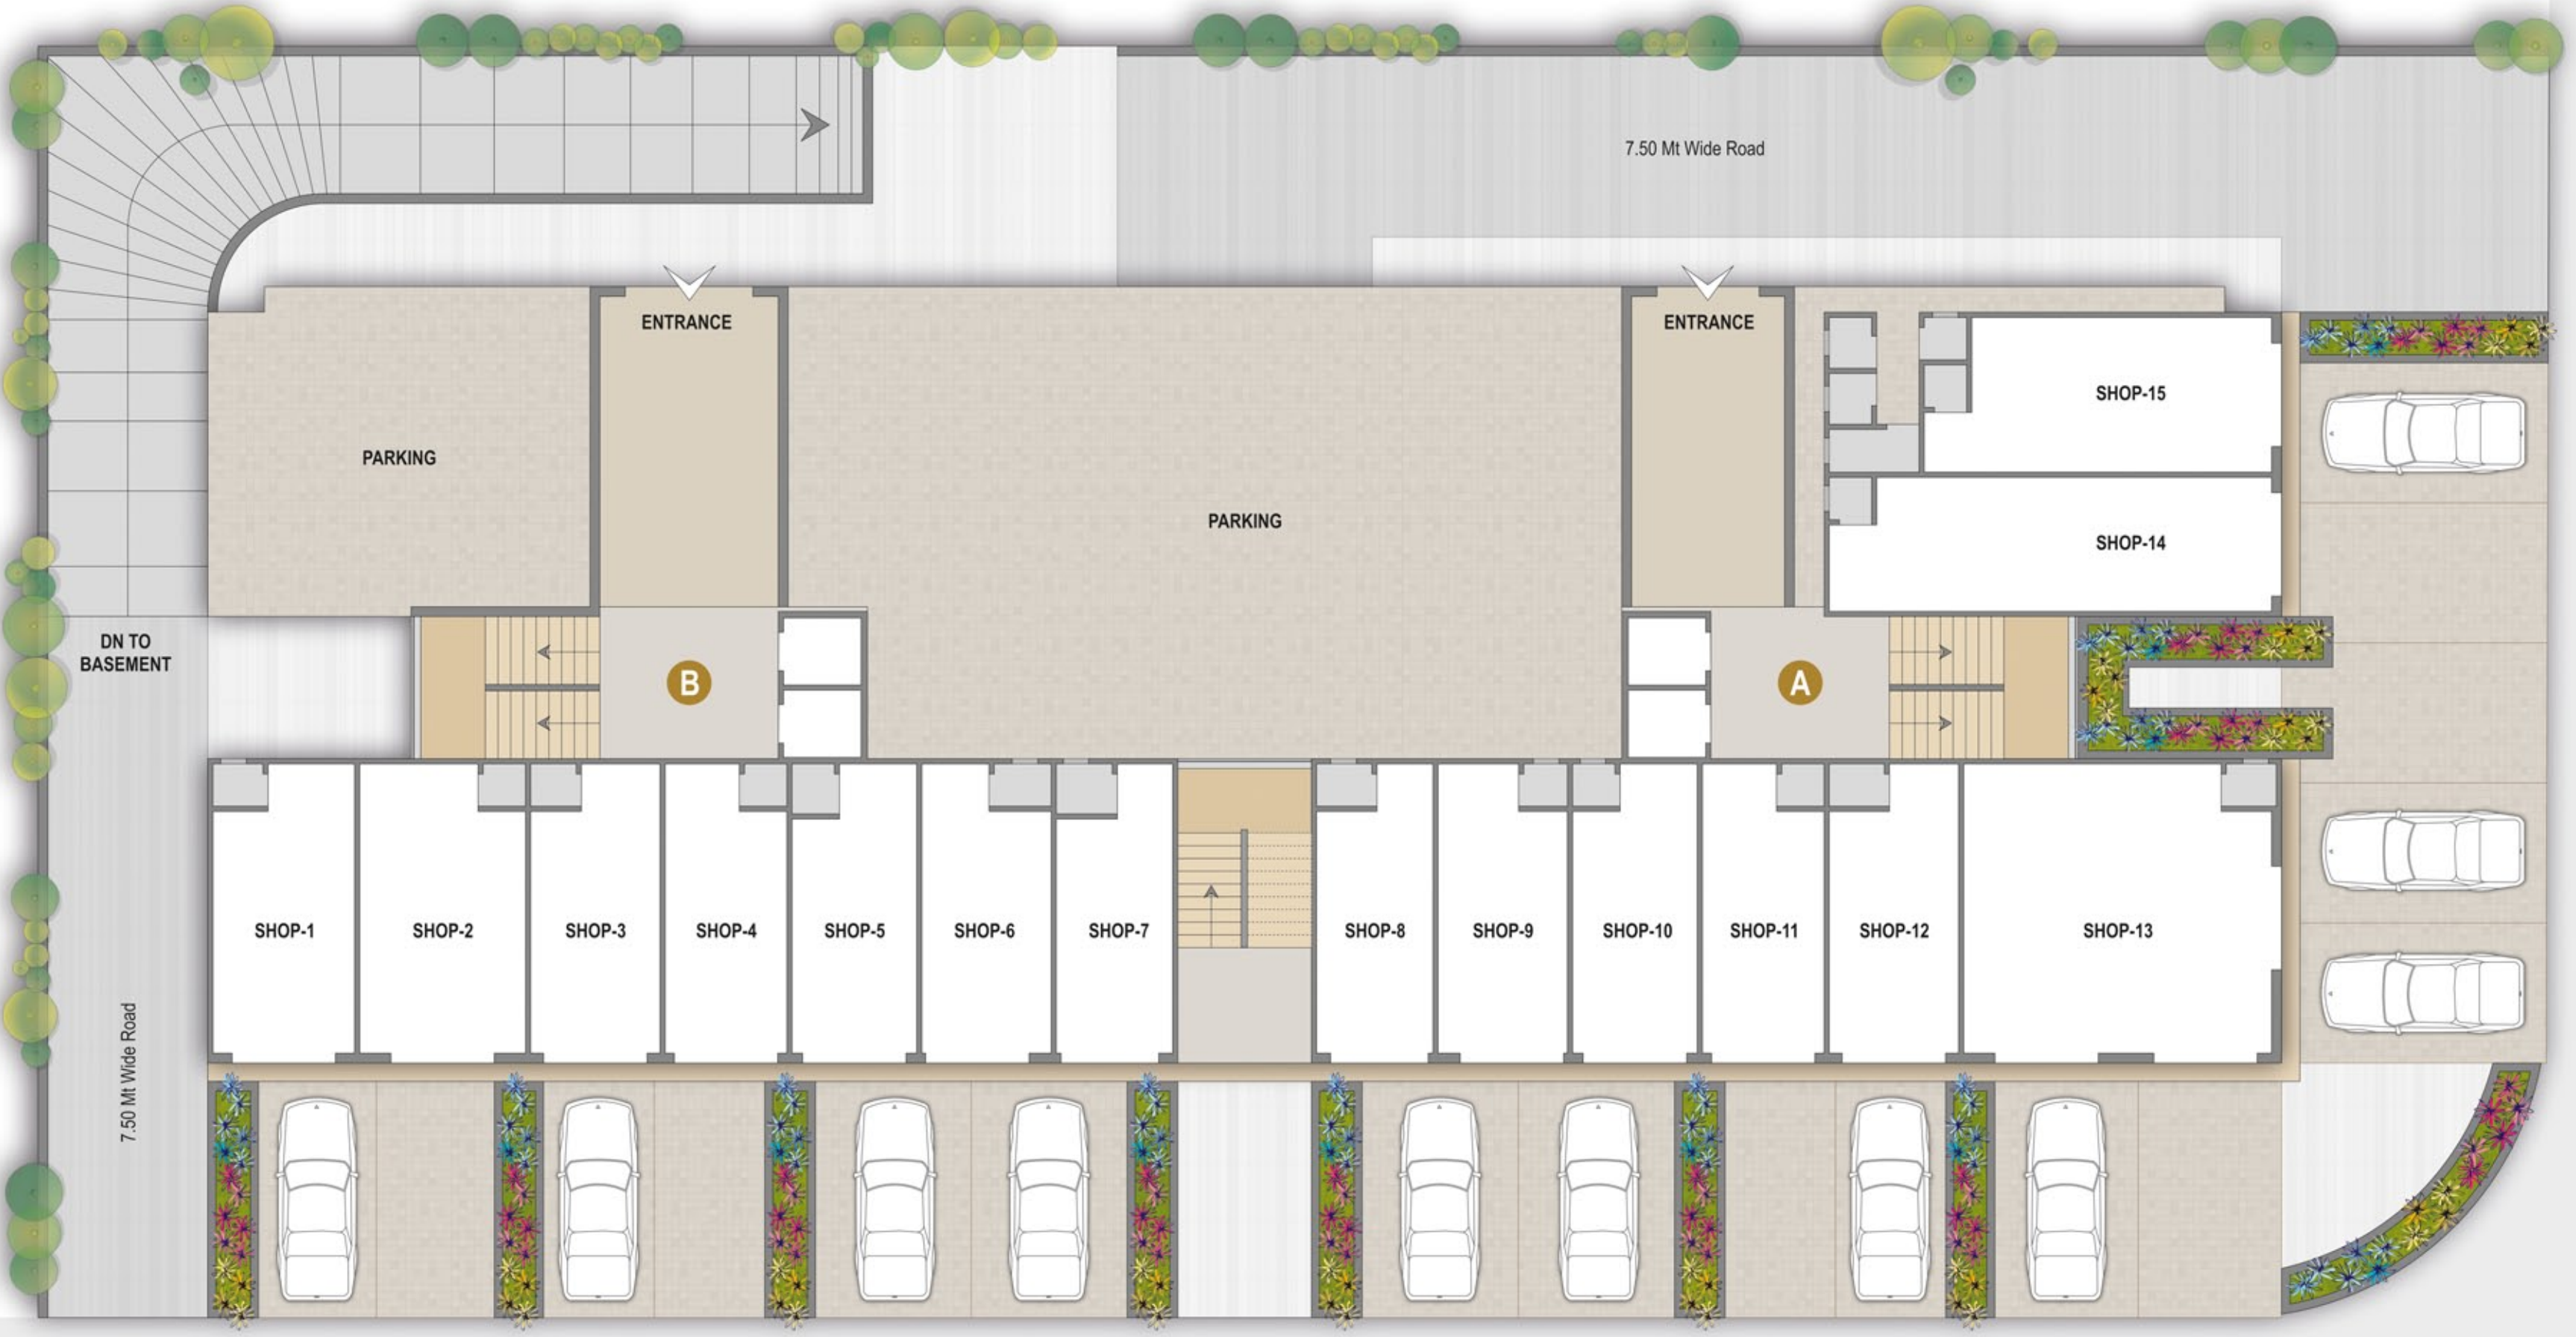 7.50 Mt Wide Road
ENTRANCE
ENTRANCE
SHOP-15
PARKING
PARKING
SHOP-14
DN TO
BASEMENT
B
A
SHOP-1
SHOP-2
SHOP-3
SHOP-4
SHOP-5
SHOP-6
SHOP-7
SHOP-8
SHOP-9
SHOP-10
SHOP-11
SHOP-12
SHOP-13
7.50 Mt Wide Road